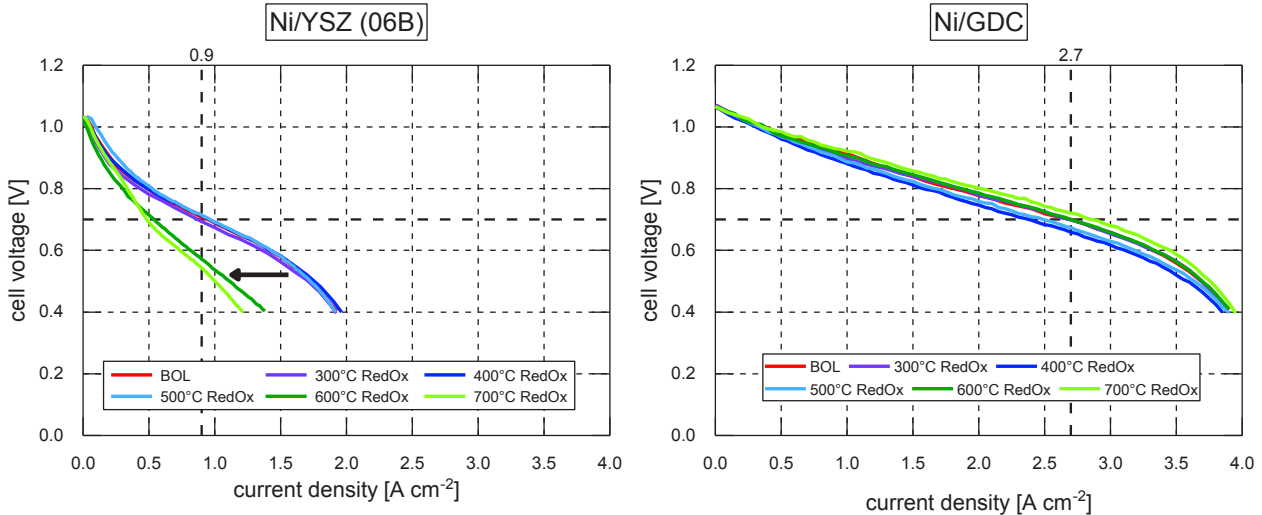 Ni/YSZ (06B)
0.9
1.2
1.0
0.8
0.6
0.4
0.2
0.0
cell voltage [V]
BOL
300°C RedOx
400°C RedOx
500°C RedOx
600°C RedOx
700°C RedOx
0.0 0.5 1.0 1.5 2.0 2.5 3.0 3.5 4.0
current density [A cm-2]
Ni/GDC
2.7
1.2
1.0
0.8
0.6
0.4
0.2
0.0
cell voltage [V]
BOL
300°C RedOx
400°C RedOx
500°C RedOx
600°C RedOx
700°C RedOx
0.0 0.5 1.0 1.5 2.0 2.5 3.0 3.5 4.0
current density [A cm-2]